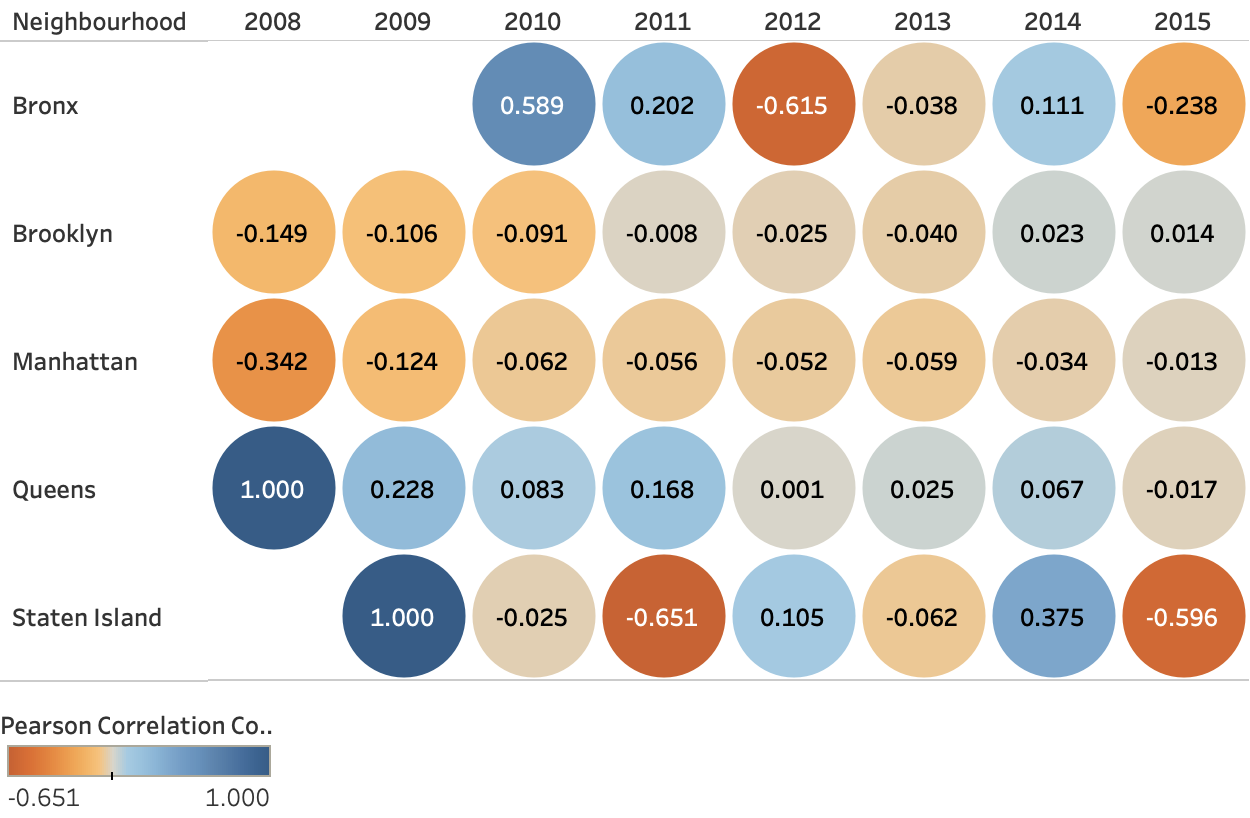 Neighbourhood 2008 2009 2010 2011 2012 2013 2014 2015
Bronx 0.589 0.202 -0.615 -0.038 0.111 -0.238
Brooklyn -0.149 -0.106 -0.091 -0.008 -0.025 -0.040 0.023 0.014
Manhattan -0.342 -0.124 -0.062 -0.056 -0.052 -0.059 -0.034 -0.013
Queens 1.000 0.228 0.083 0.168 0.001 0.025 0.067 -0.017
Staten Island 1.000 -0.025 -0.651 0.105 -0.062 0.375 -0.596
Pearson Correlation Co..
-0.651 1.000